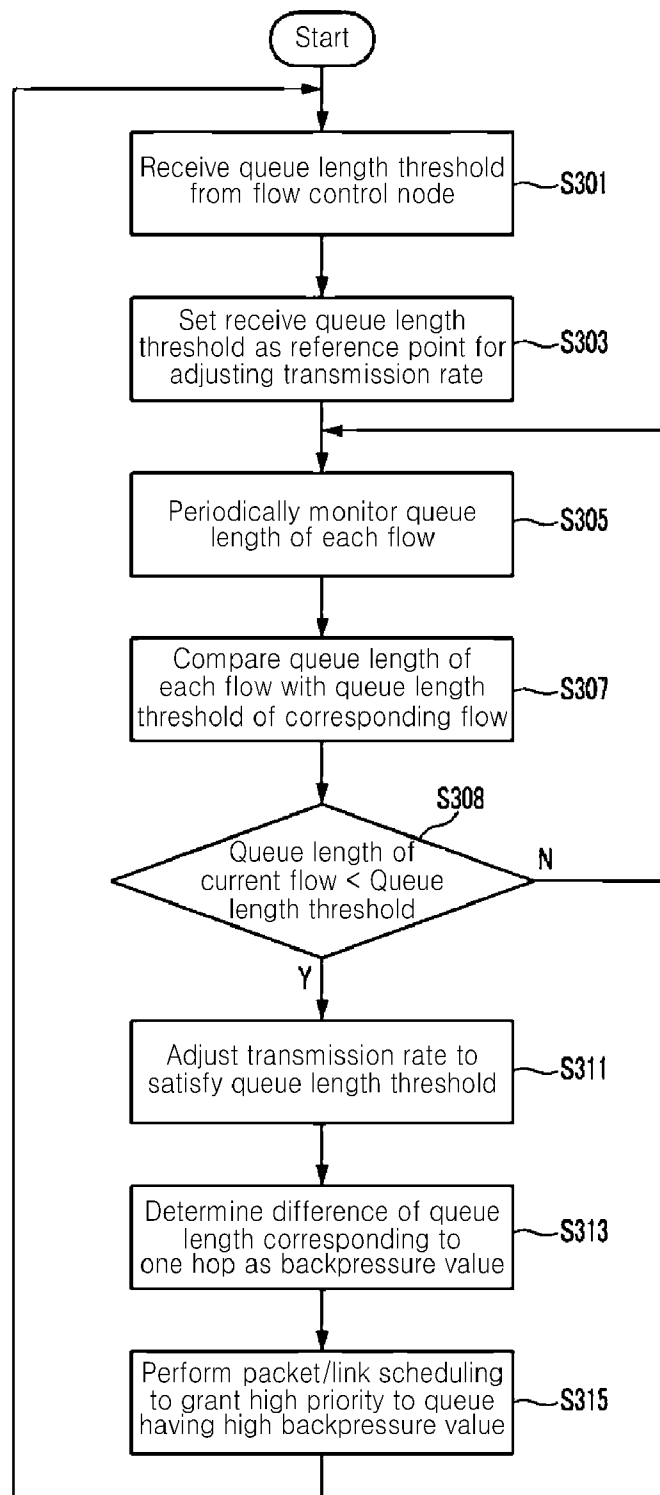 Start
Receive queue length threshold
from flow control node
S301
Set receive queue length
threshold as reference point for
adjusting transmission rate
S303
Periodically monitor queue
length of each flow
S305
Compare queue length of
each flow with queue length
threshold of corresponding flow
S307
S308
Queue length of
current flow < Queue
length threshold
N
Y
Adjust transmission rate to
satisfy queue length threshold
S311
Determine difference of queue
length corresponding to
one hop as backpressure value
S313
Perform packet/link scheduling
to grant high priority to queue
having high backpressure value
S315